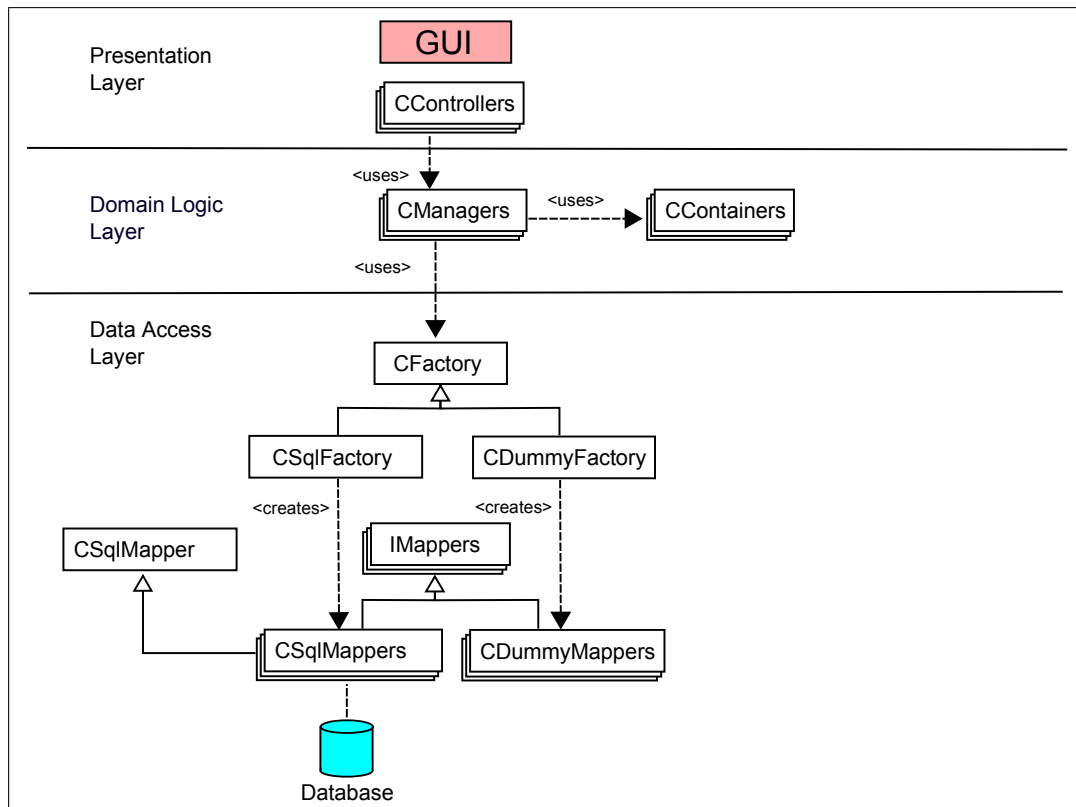 GUI
Presentation
Layer
CControllers
<uses>
Domain Logic
Layer
CManagers
<uses>
CContainers
<uses>
Data Access
Layer
CFactory
CSqlFactory
CDummyFactory
<creates>
<creates>
CSqlMapper
IMappers
CSqlMappers
CDummyMappers
Database